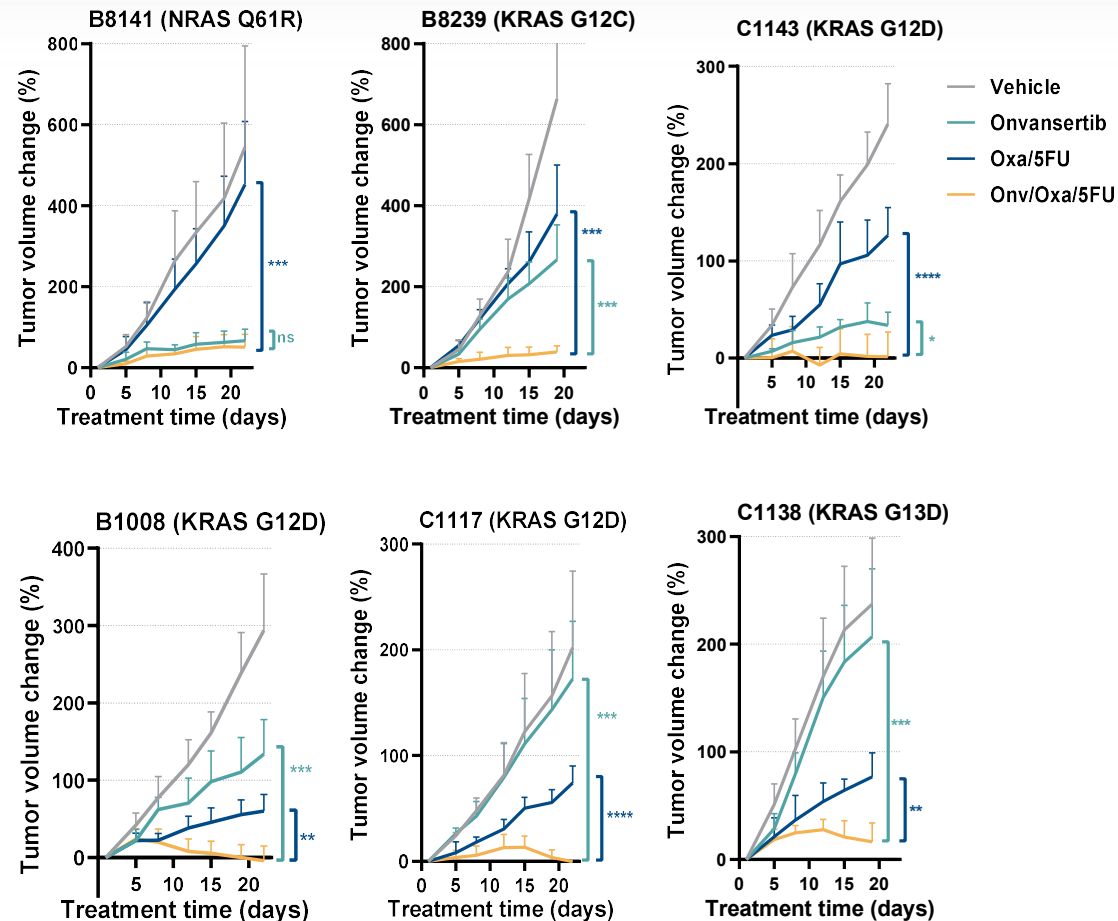 B8141 (NRAS Q61R)
Tumor volume change (%)
800
600
400
200
0
0 5 10 15 20
Treatment time (days)
***
ns
B8239 (KRAS G12C)
Tumor volume change (%)
800
600
400
200
0
0 5 10 15 20
Treatment time (days)
***
***
C1143 (KRAS G12D)
Tumor volume change (%)
300
200
100
0
5 10 15 20
Treatment time (days)
****
*
Vehicle
Onvansertib
Oxa/5FU
Onv/Oxa/5FU
B1008 (KRAS G12D)
Tumor volume change (%)
400
300
200
100
0
5 10 15 20
Treatment time (days)
***
**
C1117 (KRAS G12D)
Tumor volume change (%)
300
200
100
0
0 5 10 15 20
Treatment time (days)
***
****
C1138 (KRAS G13D)
Tumor volume change (%)
300
200
100
0
0 5 10 15 20
Treatment time (days)
***
**